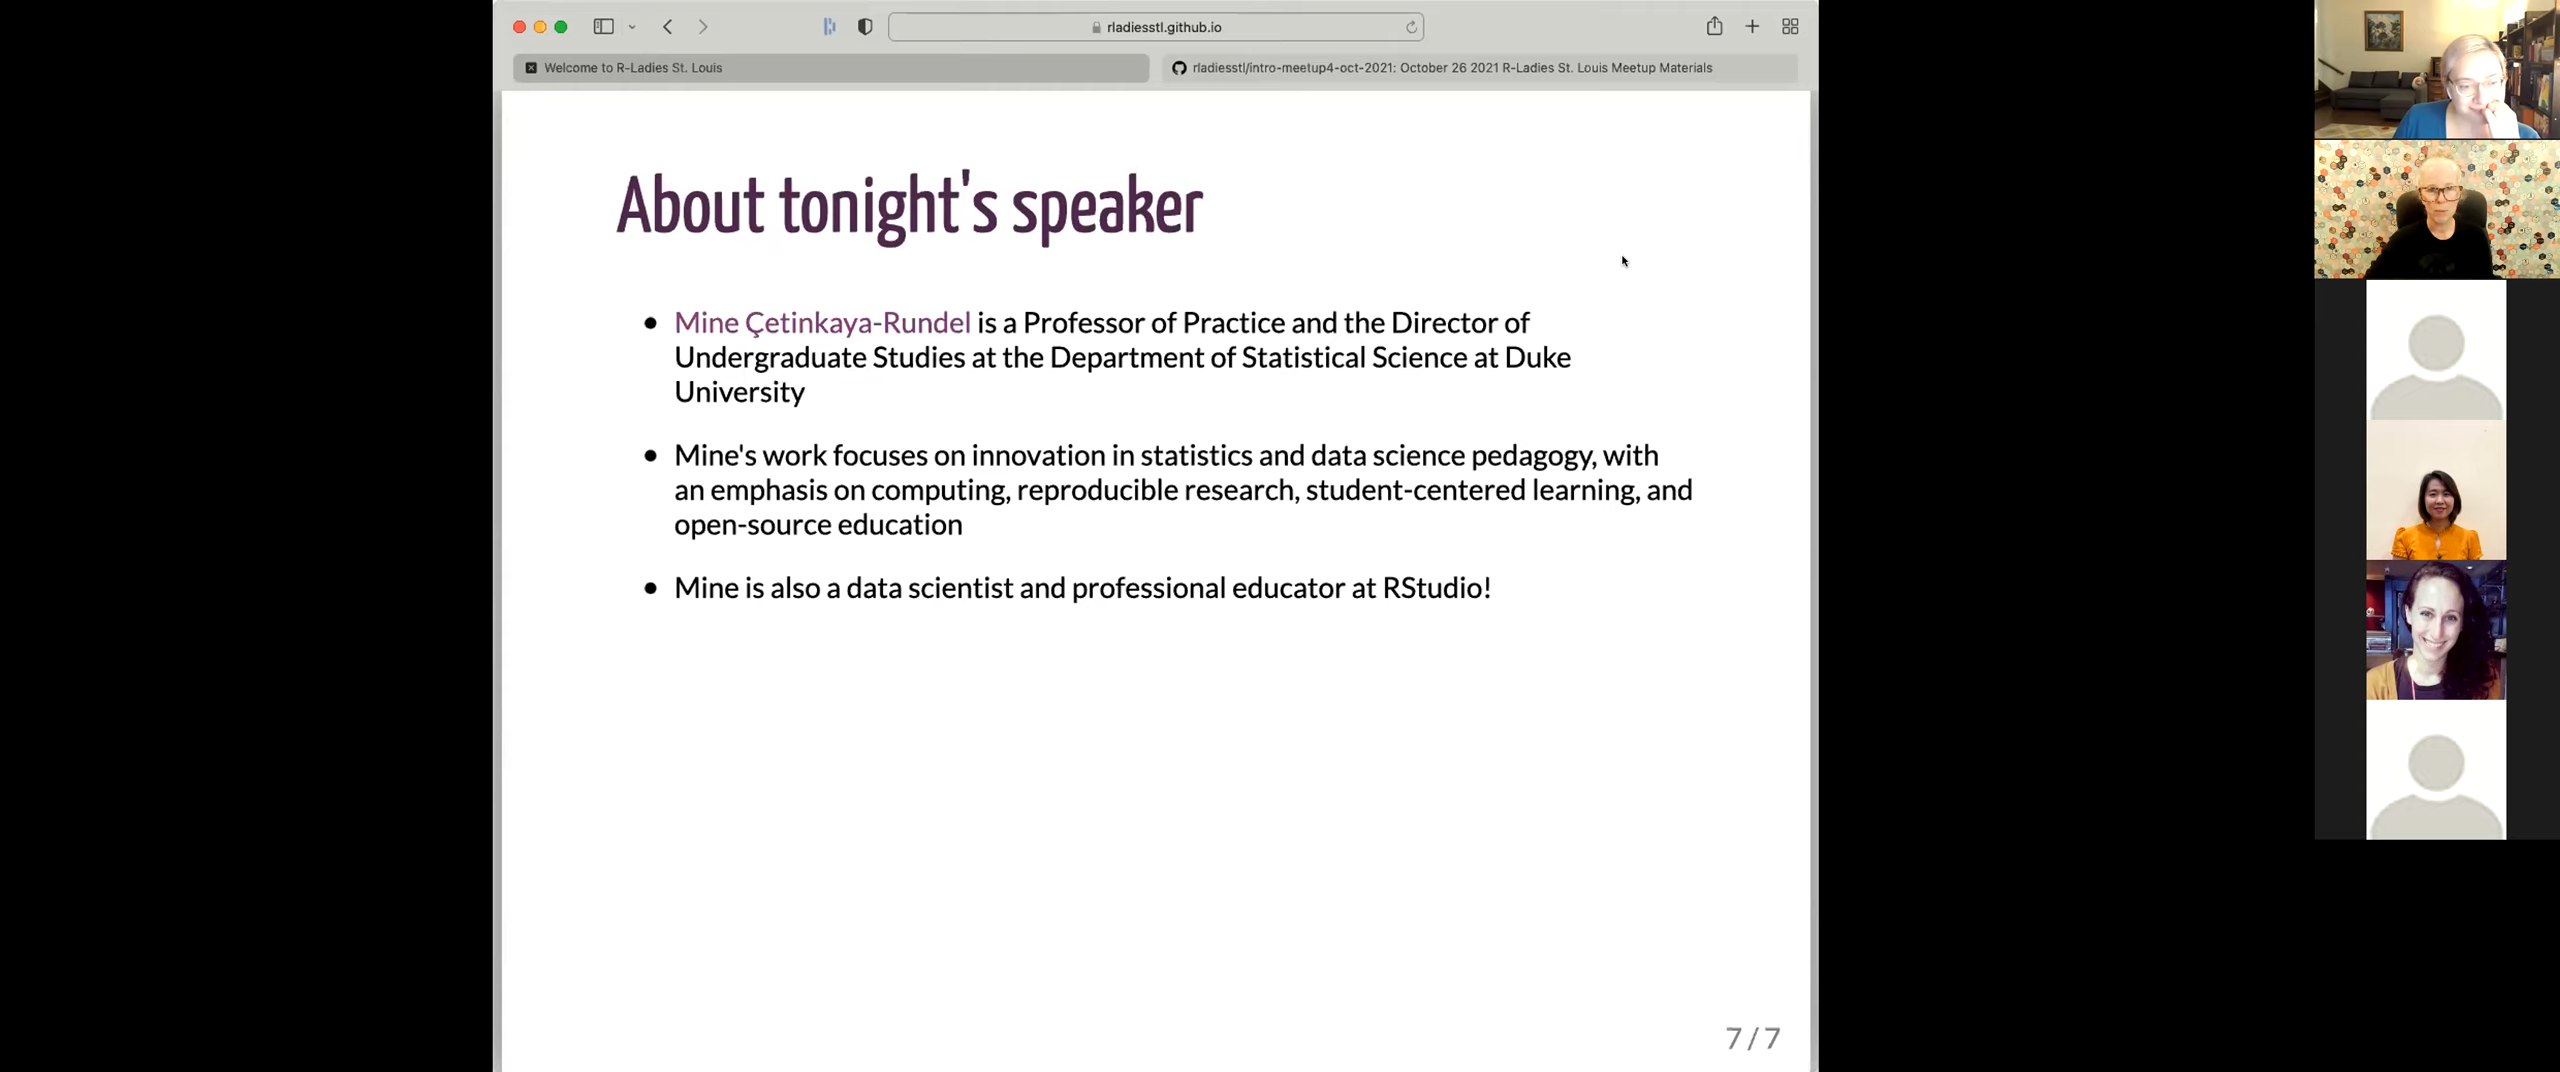 rladiesstl.github.io
Welcome to R-Ladies St. Louis
rladiesstl/intro-meetup4-oct-2021: October 26 2021 R-Ladies St. Louis Meetup Materials
About tonight's speaker
Mine Çetinkaya-Rundel is a Professor of Practice and the Director of
Undergraduate Studies at the Department of Statistical Science at Duke
University
Mine's work focuses on innovation in statistics and data science pedagogy, with
an emphasis on computing, reproducible research, student-centered learning, and
open-source education
Mine is also a data scientist and professional educator at RStudio!
7 / 7